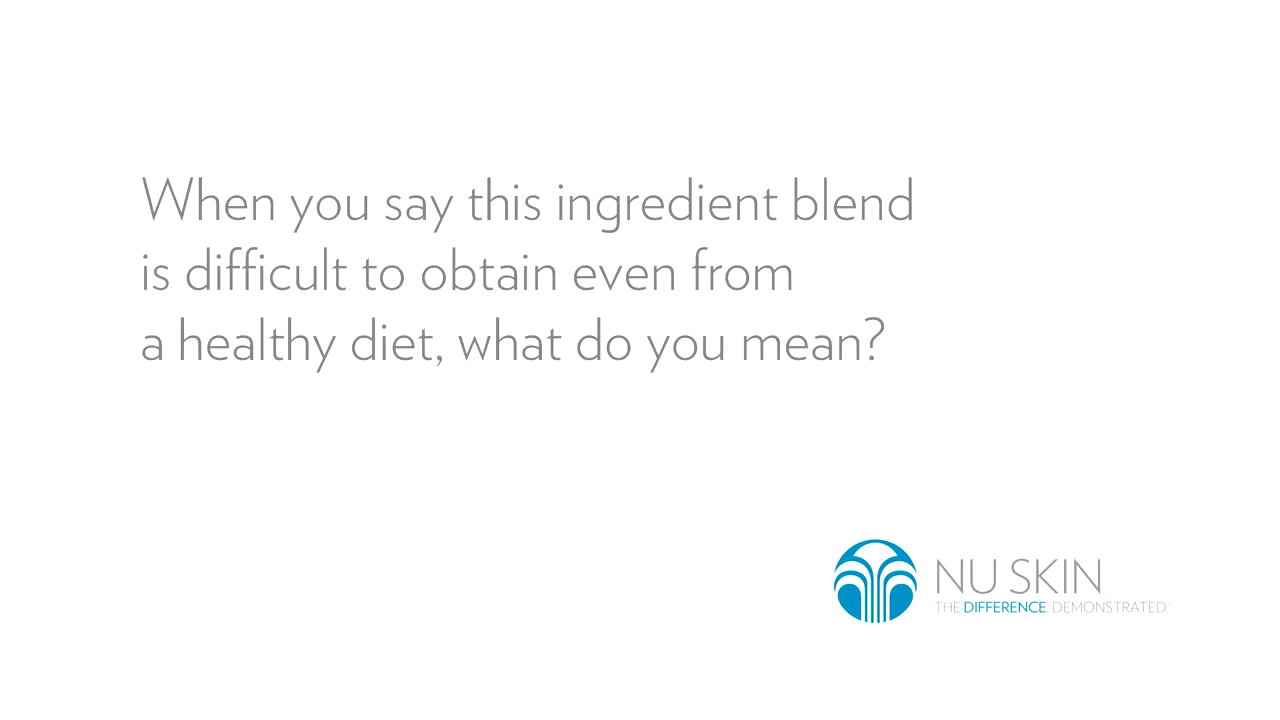 When you say this ingredient blend
is difficult to obtain even from
a healthy diet, what do you mean?
NU SKIN
THE DIFFERENCE. DEMONSTRATED.